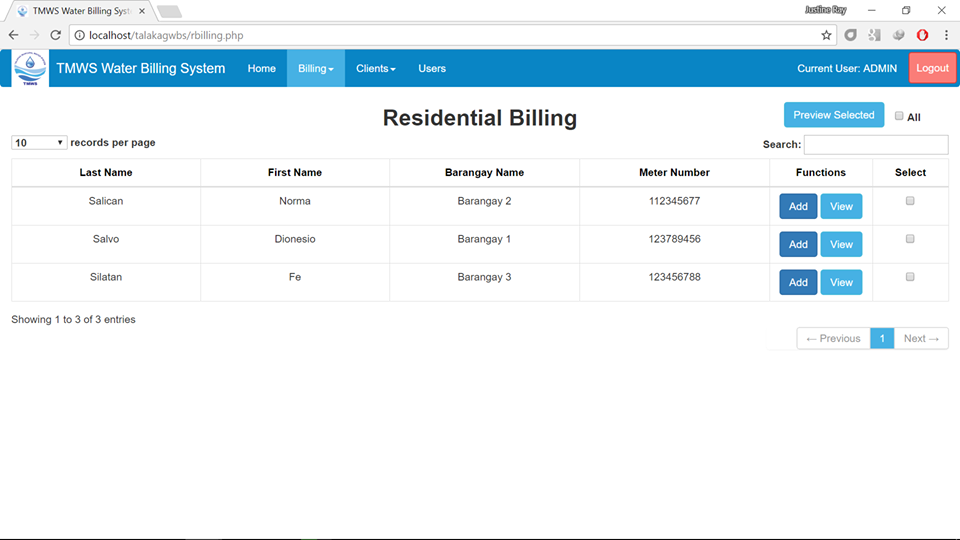 TMWS Water Billing Syst
Justine Ray
localhost/talakagwbs/rbilling.php
TMWS
TMWS Water Billing System Home Billing Clients Users Current User: ADMIN Logout
Residential Billing
Preview Selected All
10 records per page Search:
Last Name First Name Barangay Name Meter Number Functions Select
Salican Norma Barangay 2 112345677 Add View
Salvo Dionesio Barangay 1 123789456 Add View
Silatan Fe Barangay 3 123456788 Add View
Showing 1 to 3 of 3 entries
← Previous 1 Next →